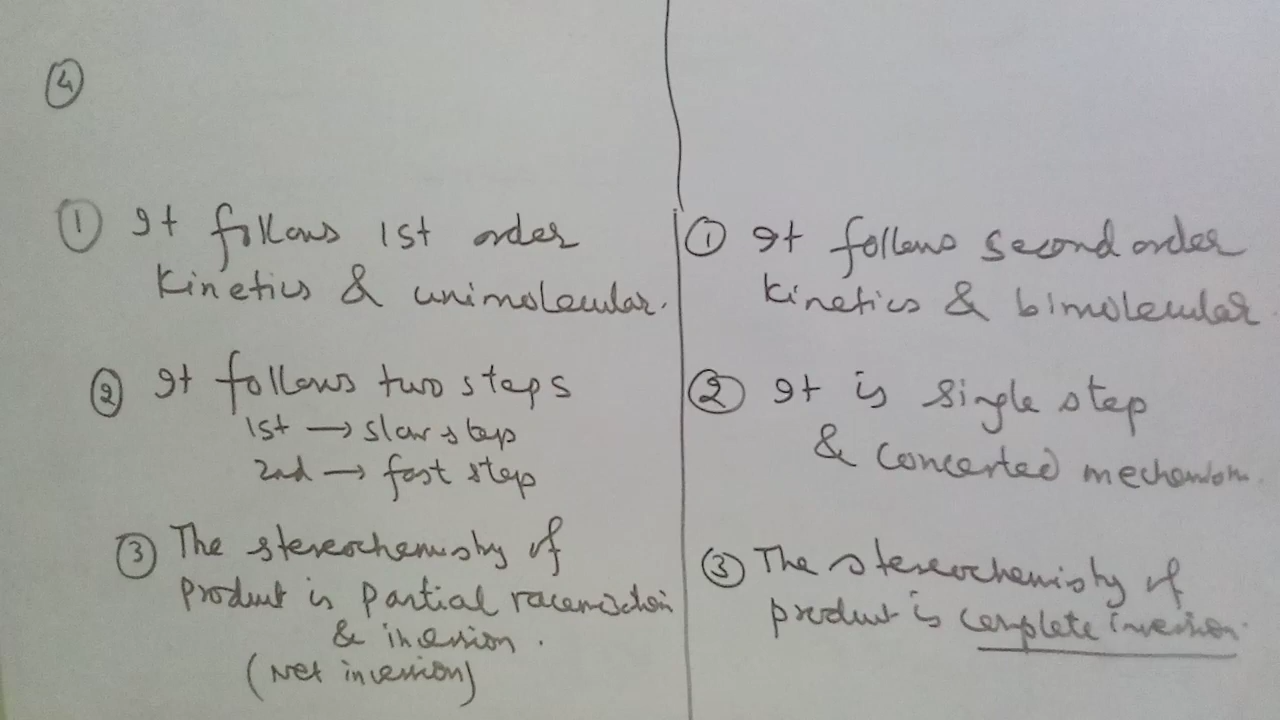 ④
① It follows 1st order
kinetics & unimolecular.
② It follows two steps
1st → slow step
2nd → fast step
③ The stereochemistry of
product is partial racemisation
& inversion.
(Net inversion)
① It follows second order
kinetics & bimolecular
② It is single step
& concerted mechanism.
③ The stereochemisty of
product is complete inversion.